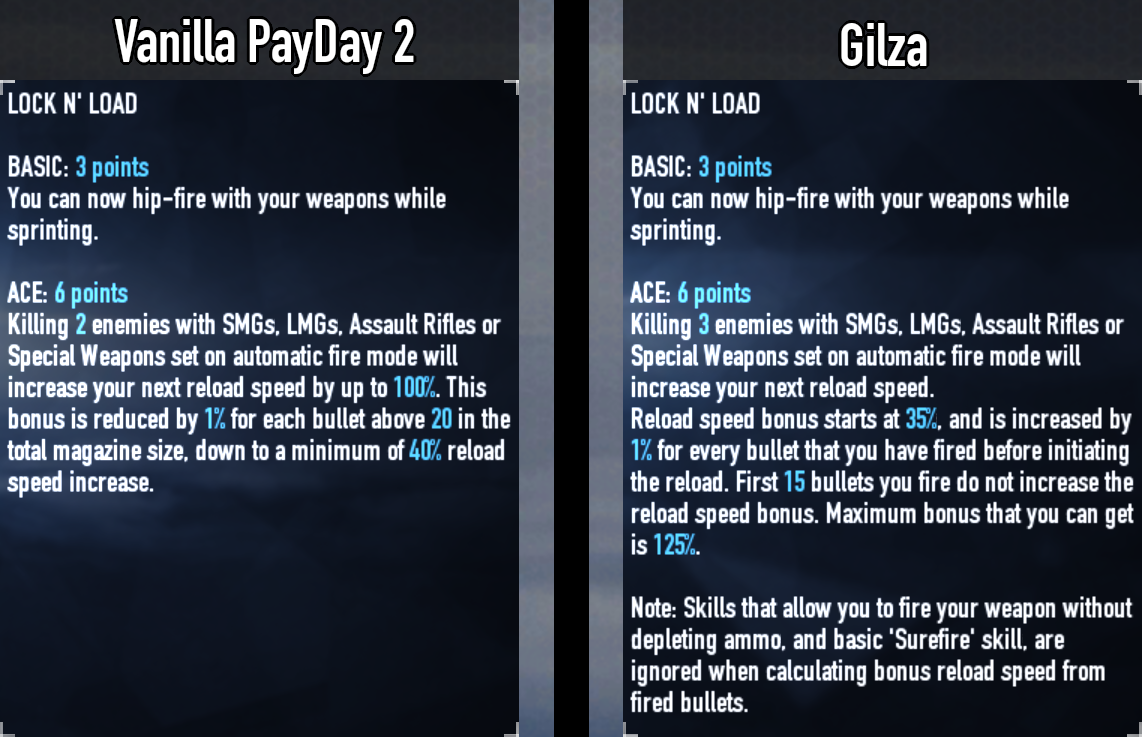 Vanilla PayDay 2
LOCK N' LOAD
BASIC: 3 points
You can now hip-fire with your weapons while
sprinting.
ACE: 6 points
Killing 2 enemies with SMGs, LMGs, Assault Rifles or
Special Weapons set on automatic fire mode will
increase your next reload speed by up to 100%. This
bonus is reduced by 1% for each bullet above 20 in the
total magazine size, down to a minimum of 40% reload
speed increase.
Gilza
LOCK N' LOAD
BASIC: 3 points
You can now hip-fire with your weapons while
sprinting.
ACE: 6 points
Killing 3 enemies with SMGs, LMGs, Assault Rifles or
Special Weapons set on automatic fire mode will
increase your next reload speed.
Reload speed bonus starts at 35%, and is increased by
1% for every bullet that you have fired before initiating
the reload. First 15 bullets you fire do not increase the
reload speed bonus. Maximum bonus that you can get
is 125%.
Note: Skills that allow you to fire your weapon without
depleting ammo, and basic 'Surefire' skill, are
ignored when calculating bonus reload speed from
fired bullets.